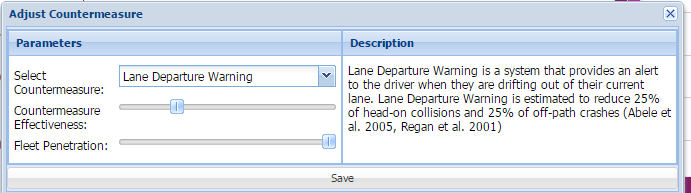 Adjust Countermeasure
Parameters
Select
Countermeasure:
Lane Departure Warning
Countermeasure
Effectiveness:
Fleet Penetration:
Description
Lane Departure Warning is a system that provides an alert
to the driver when they are drifting out of their current
lane. Lane Departure Warning is estimated to reduce 25%
of head-on collisions and 25% of off-path crashes (Abele et
al. 2005, Regan et al. 2001)
Save